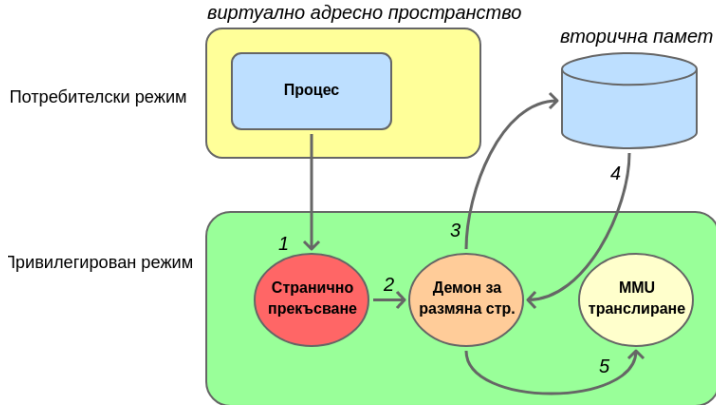 виртуално адресно пространство
вторична памет
Потребителски режим
Процес
4
3
1
Привилегирован режим
Странично
прекъсване
2
Демон за
размяна стр.
MMU
транслиране
5